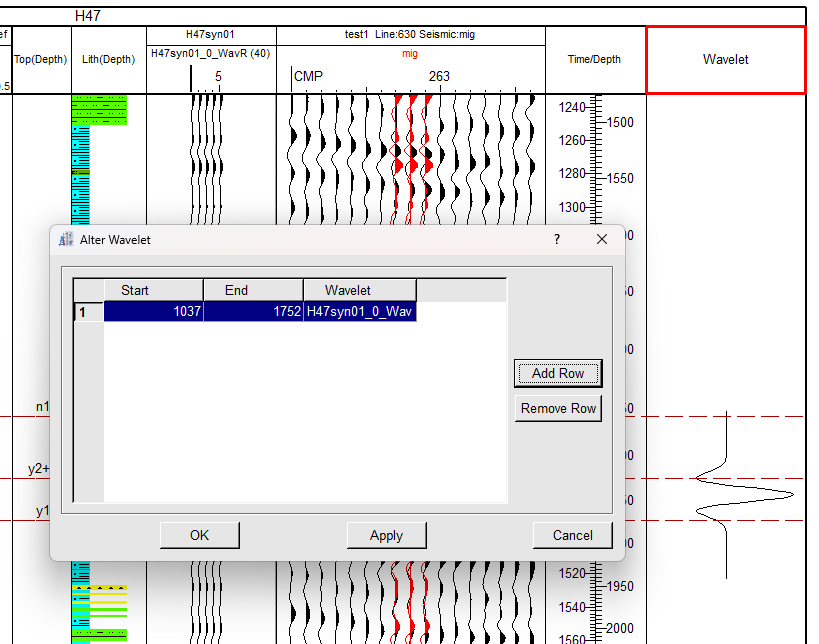 H47
ef
Top(Depth)
Lith(Depth)
H47syn01
H47syn01_0_WavR (40)
5
test1 Line:630 Seismic:mig
mig
CMP
263
Time/Depth
Wavelet
0.5
1240
1500
1260
1280
1550
1300
Alter Wavelet
?
Start
End
Wavelet
1
1037
1752
H47syn01_0_Wav
Add Row
Remove Row
OK
Apply
Cancel
n1
y2+
y1
00
50
00
50
00
50
00
1520
1950
1540
2000
1560